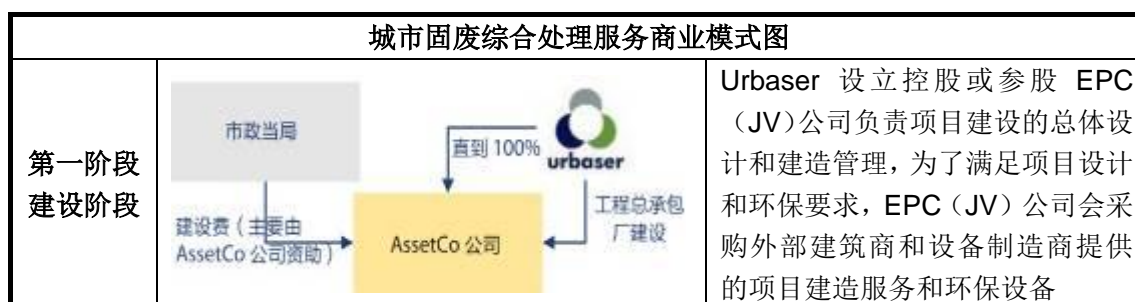 城市固废综合处理服务商业模式图
第一阶段
建设阶段
市政当局
直到 100%
urbaser
建设费（主要由
AssetCo 公司资助）
AssetCo 公司
工程总承包
厂建设
Urbaser 设立控股或参股 EPC
（JV）公司负责项目建设的总体设
计和建造管理，为了满足项目设计
和环保要求，EPC（JV）公司会采
购外部建筑商和设备制造商提供
的项目建造服务和环保设备